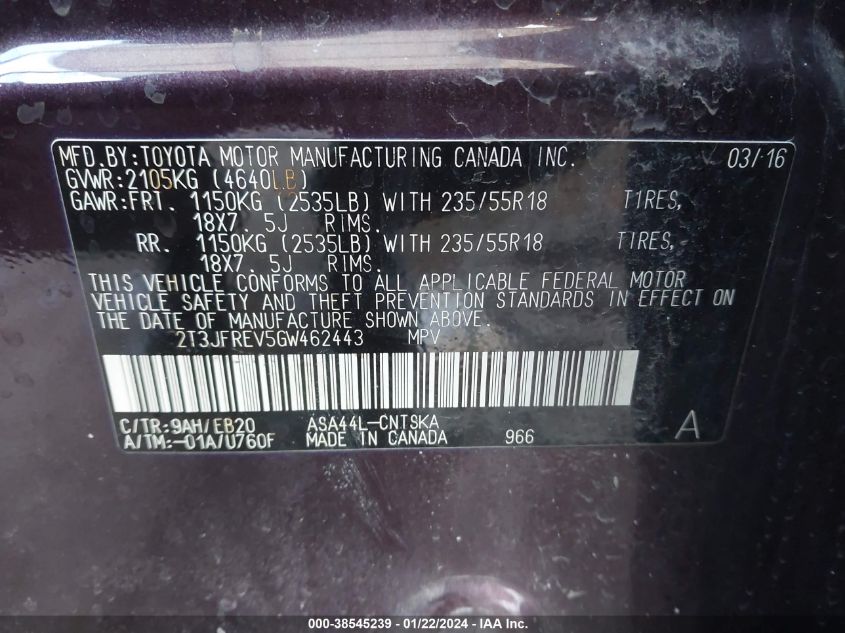 MFD.BY:TOYOTA MOTOR MANUFACTURING CANADA INC. 03/16
GVWR:2105KG (4640LB)
GAWR:FRT. 1150KG (2535LB) WITH 235/55R18 TIRES,
18X7.5J RIMS.
RR. 1150KG (2535LB) WITH 235/55R18 TIRES,
18X7.5J RIMS.
THIS VEHICLE CONFORMS TO ALL APPLICABLE FEDERAL MOTOR
VEHICLE SAFETY AND THEFT PREVENTION STANDARDS IN EFFECT ON
THE DATE OF MANUFACTURE SHOWN ABOVE.
2T3JFREV5GW462443 MPV
C/TR:9AH/EB20 ASA44L-CNTSKA
A/TM:-01A/U760F MADE IN CANADA 966 A
000-38545239 - 01/22/2024 - IAA Inc.